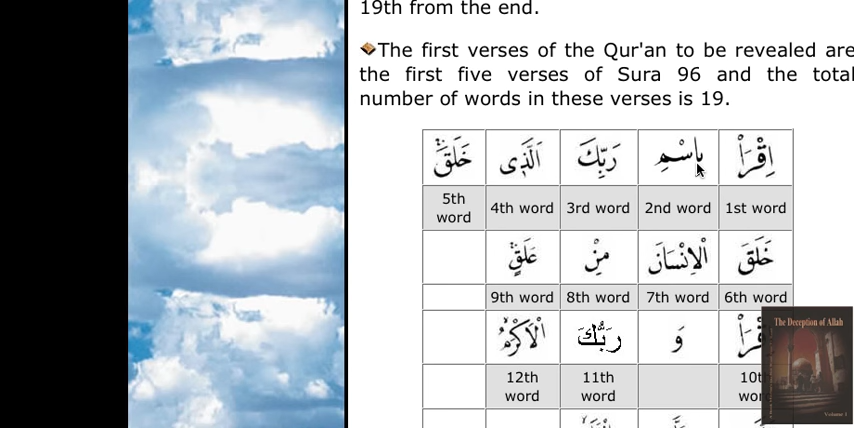 19th from the end.
The first verses of the Qur'an to be revealed are
the first five verses of Sura 96 and the total
number of words in these verses is 19.
اِقْرَأْ بِاسْمِ رَبِّكَ الَّذِى خَلَقَۚ
1st word 2nd word 3rd word 4th word 5th word
خَلَقَ الْاِنْسَانَ مِنْ عَلَقٍۚ
6th word 7th word 8th word 9th word
وَ رَبُّكَ الْاَكْرَمُۙ
11th word 12th word
The Deception of Allah
Volume I